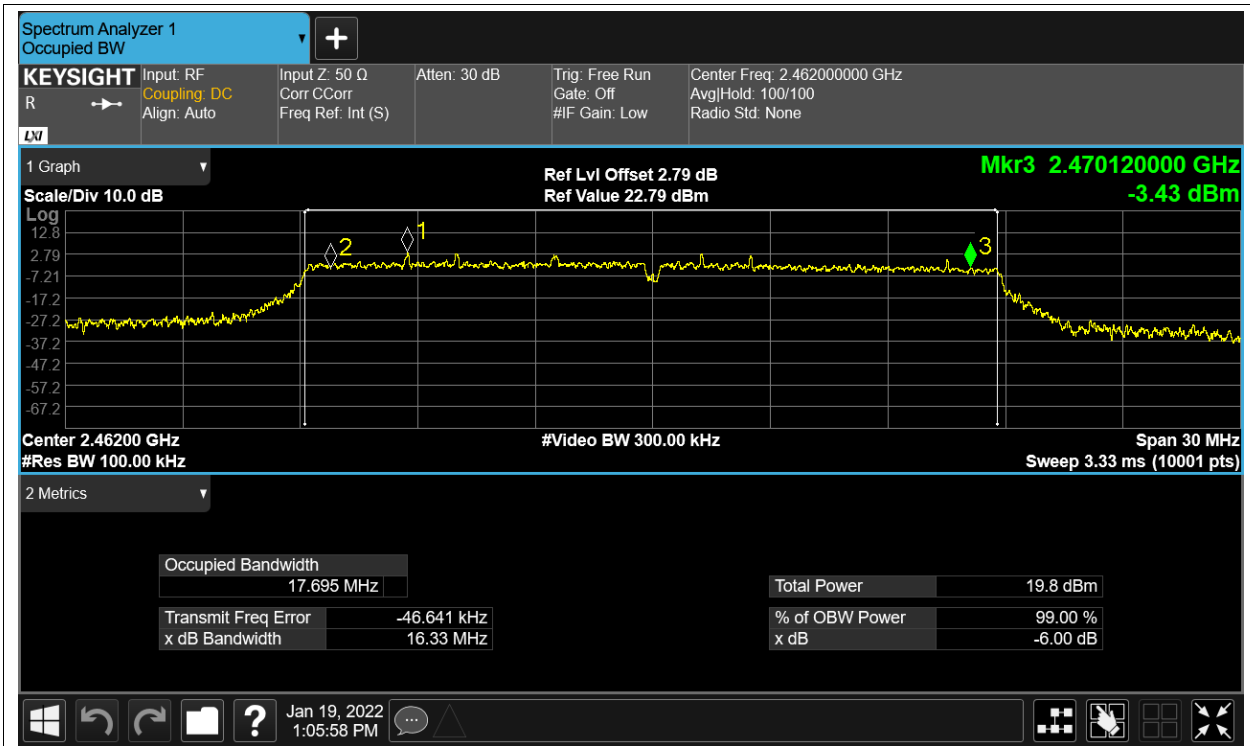 Spectrum Analyzer 1
Occupied BW
KEYSIGHT
R
LXI
Input: RF
Coupling: DC
Align: Auto
Input Z: 50 Ω
Corr CCorr
Freq Ref: Int (S)
Atten: 30 dB
Trig: Free Run
Gate: Off
#IF Gain: Low
Center Freq: 2.462000000 GHz
Avg|Hold: 100/100
Radio Std: None
1 Graph
Scale/Div 10.0 dB
Ref Lvl Offset 2.79 dB
Ref Value 22.79 dBm
Mkr3 2.470120000 GHz
-3.43 dBm
Log
12.8
2.79
-7.21
-17.2
-27.2
-37.2
-47.2
-57.2
-67.2
2
1
3
Center 2.46200 GHz
#Video BW 300.00 kHz
Span 30 MHz
#Res BW 100.00 kHz
Sweep 3.33 ms (10001 pts)
2 Metrics
Occupied Bandwidth
17.695 MHz
Transmit Freq Error -46.641 kHz
x dB Bandwidth 16.33 MHz
Total Power 19.8 dBm
% of OBW Power 99.00 %
x dB -6.00 dB
?
Jan 19, 2022
1:05:58 PM